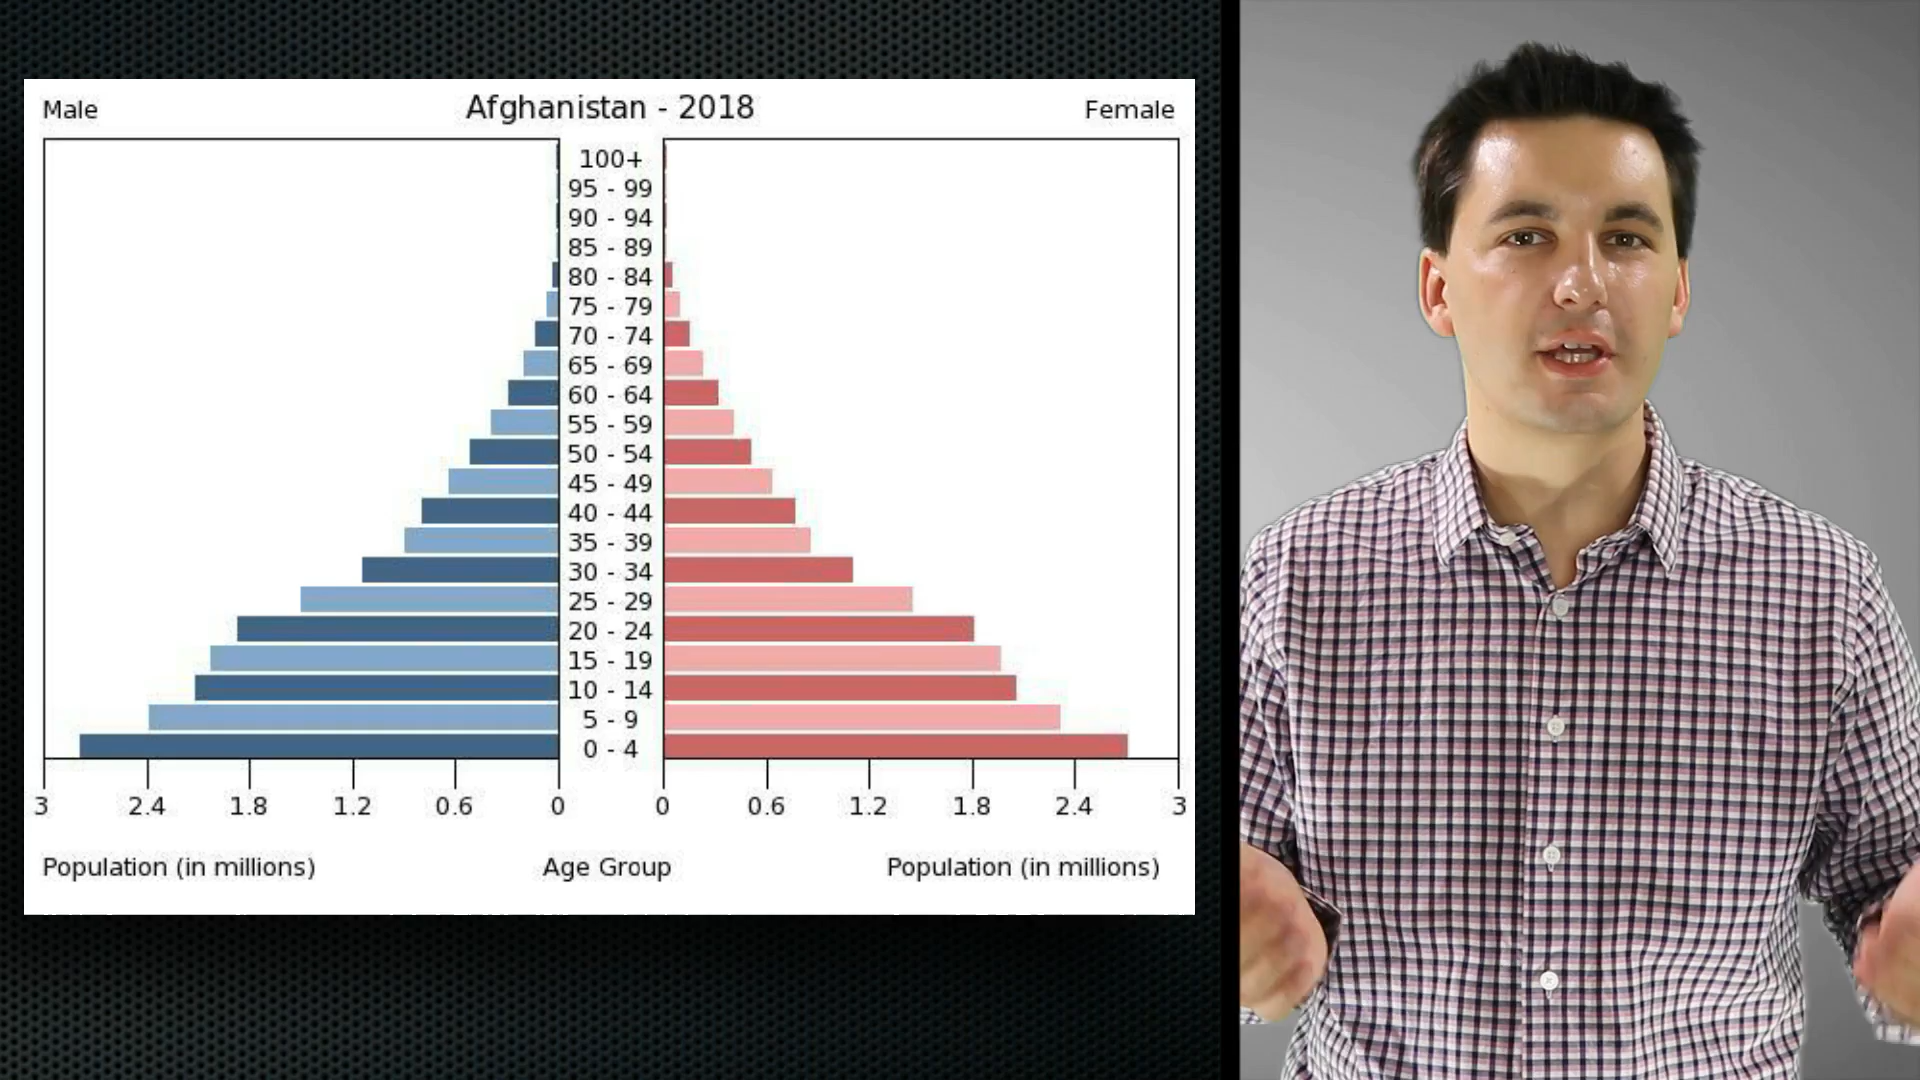 Male Afghanistan - 2018 Female
100+
95 - 99
90 - 94
85 - 89
80 - 84
75 - 79
70 - 74
65 - 69
60 - 64
55 - 59
50 - 54
45 - 49
40 - 44
35 - 39
30 - 34
25 - 29
20 - 24
15 - 19
10 - 14
5 - 9
0 - 4
3 2.4 1.8 1.2 0.6 0 0 0.6 1.2 1.8 2.4 3
Population (in millions) Age Group Population (in millions)